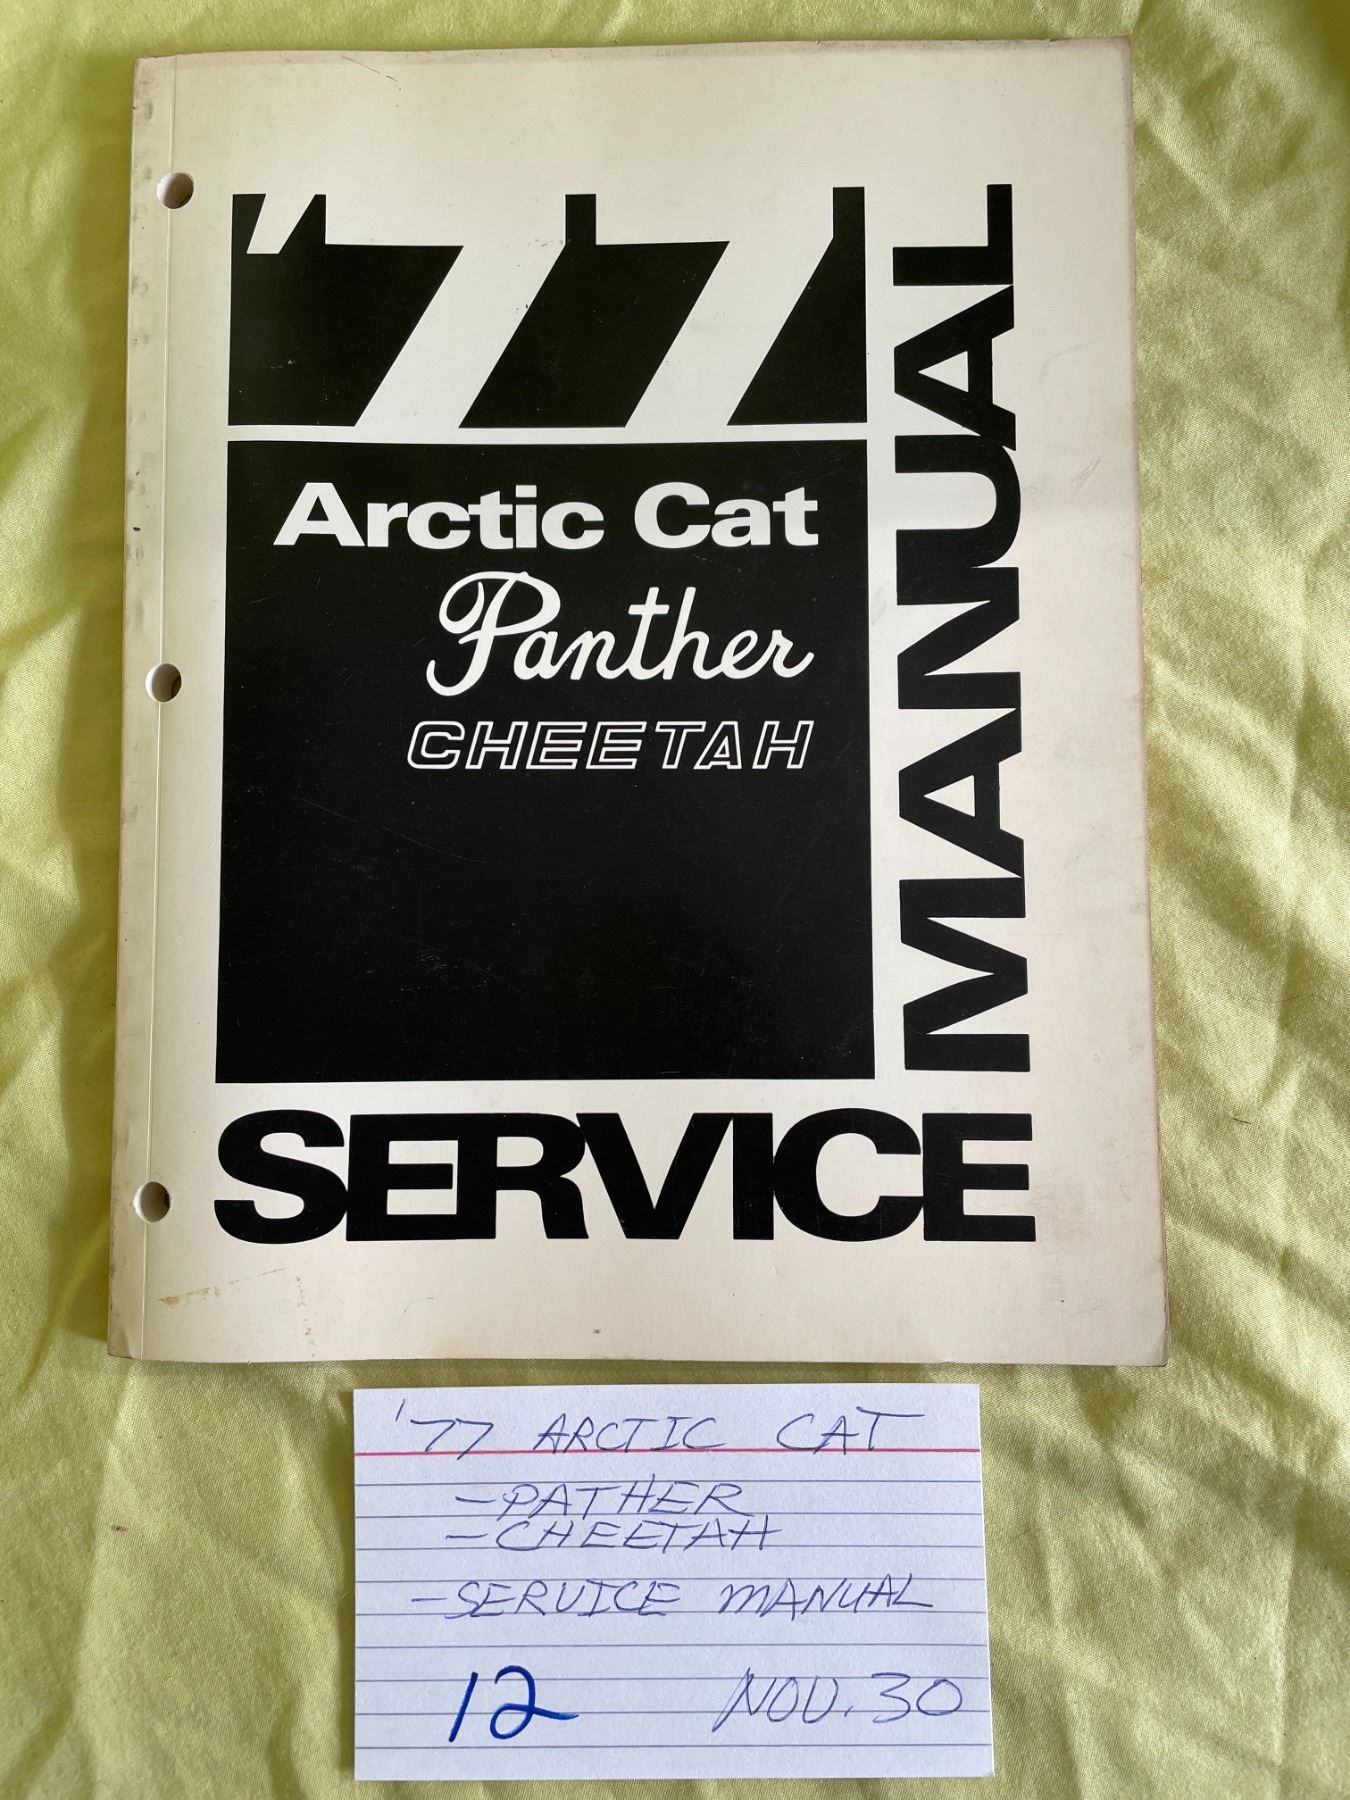 '77
Arctic Cat
Panther
CHEETAH
MANUAL
SERVICE
'77 ARCTIC CAT
-PATHER
-CHEETAH
-SERVICE MANUAL
12 NOV. 30